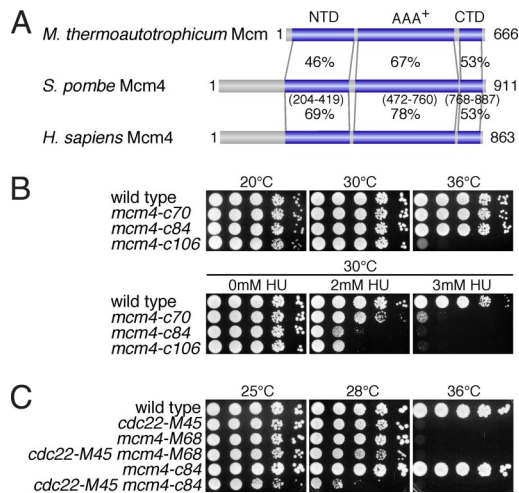 A
NTD AAA+ CTD
M. thermoautotrophicum Mcm 1 666
46% 67% 53%
S. pombe Mcm4 1 911
(204-419) (472-760) (768-887)
69% 78% 53%
H. sapiens Mcm4 1 863
B
20°C 30°C 36°C
wild type
mcm4-c70
mcm4-c84
mcm4-c106
30°C
0mM HU 2mM HU 3mM HU
wild type
mcm4-c70
mcm4-c84
mcm4-c106
C
25°C 28°C 36°C
wild type
cdc22-M45
mcm4-M68
cdc22-M45 mcm4-M68
mcm4-c84
cdc22-M45 mcm4-c84